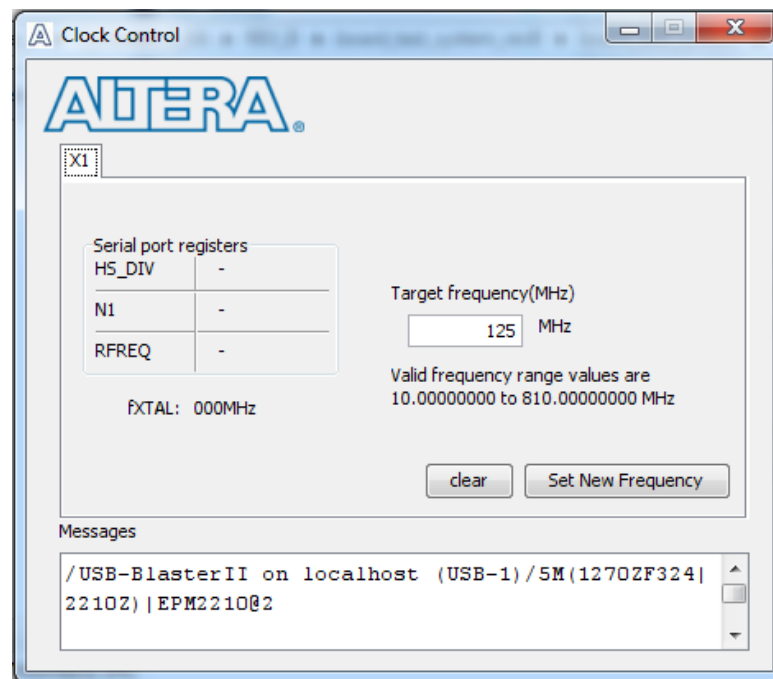 Clock Control
ALTERA®
X1
Serial port registers
HS_DIV -
N1 -
RFREQ -
fXTAL: 000MHz
Target frequency(MHz)
125 MHz
Valid frequency range values are
10.00000000 to 810.00000000 MHz
clear Set New Frequency
Messages
/USB-BlasterII on localhost (USB-1)/5M(1270ZF324|
2210Z)|EPM2210@2